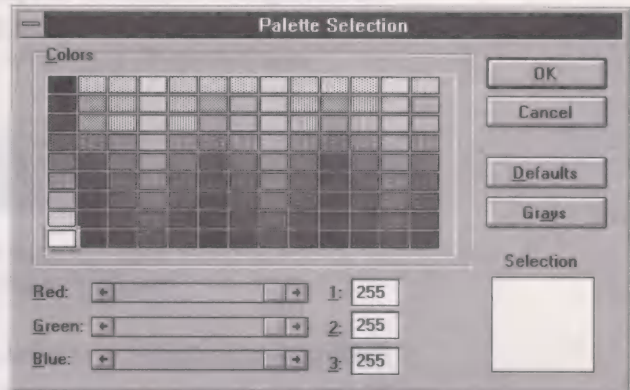 Palette Selection
Colors
OK
Cancel
Defaults
Grays
Selection
Red: 1: 255
Green: 2: 255
Blue: 3: 255